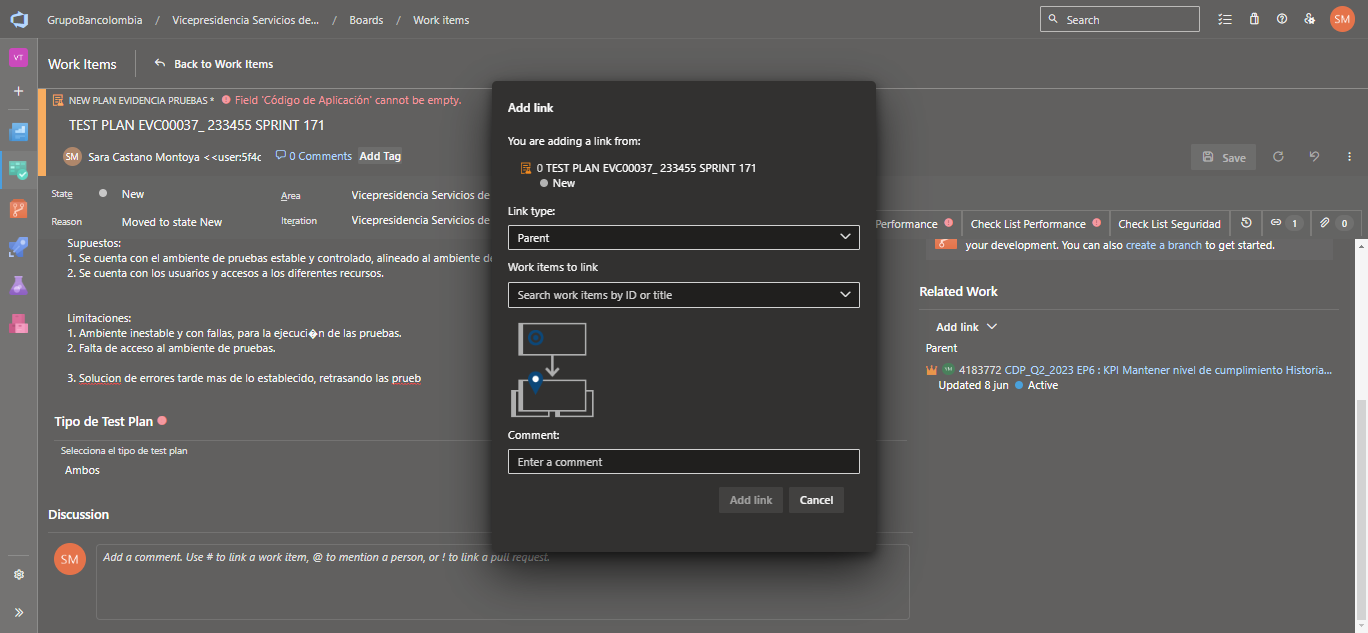 GrupoBancolombia / Vicepresidencia Servicios de... / Boards / Work items
Search
SM
VT
Work Items
Back to Work Items
NEW PLAN EVIDENCIA PRUEBAS * Field 'Código de Aplicación' cannot be empty.
TEST PLAN EVC00037_ 233455 SPRINT 171
SM Sara Castano Montoya <<user:5f4c 0 Comments Add Tag
Save
State New
Area Vicepresidencia Servicios de
Reason Moved to state New
Iteration Vicepresidencia Servicios de
Performance
Check List Performance
Check List Seguridad
1
0
Supuestos:
1. Se cuenta con el ambiente de pruebas estable y controlado, alineado al ambiente de
2. Se cuenta con los usuarios y accesos a los diferentes recursos.
Limitaciones:
1. Ambiente inestable y con fallas, para la ejecuci�n de las pruebas.
2. Falta de acceso al ambiente de pruebas.
3. Solucion de errores tarde mas de lo establecido, retrasando las prueb
Tipo de Test Plan
Selecciona el tipo de test plan
Ambos
Discussion
SM
Add a comment. Use # to link a work item, @ to mention a person, or ! to link a pull request.
Add link
You are adding a link from:
0 TEST PLAN EVC00037_ 233455 SPRINT 171
New
Link type:
Parent
Work items to link
Search work items by ID or title
Comment:
Enter a comment
Add link
Cancel
your development. You can also create a branch to get started.
Related Work
Add link
Parent
YM 4183772 CDP_Q2_2023 EP6 : KPI Mantener nivel de cumplimiento Historia...
Updated 8 jun Active